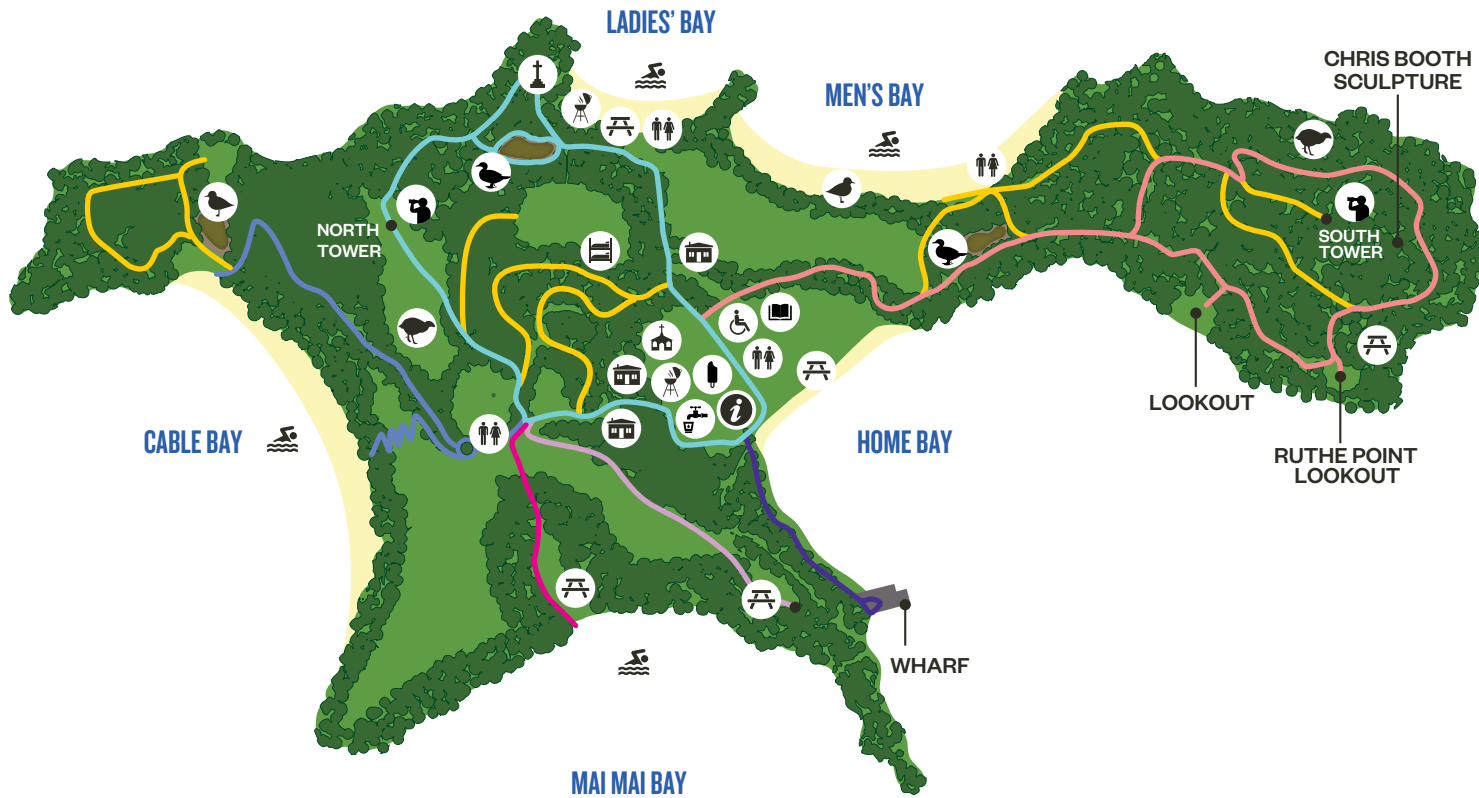 LADIES' BAY
MEN'S BAY
CHRIS BOOTH
SCULPTURE
NORTH
TOWER
SOUTH
TOWER
LOOKOUT
CABLE BAY
HOME BAY
RUTHE POINT
LOOKOUT
i
WHARF
MAI MAI BAY